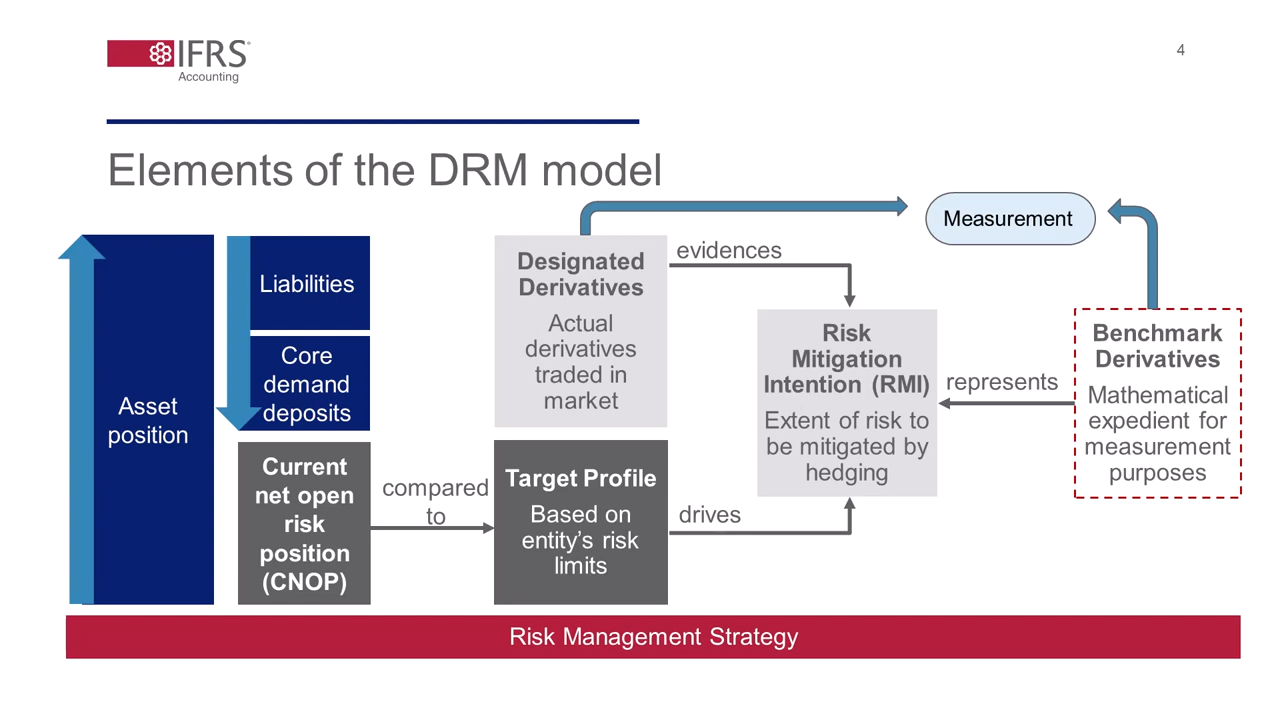 IFRS®
Accounting
4
Elements of the DRM model
Measurement
Asset
position
Liabilities
Core
demand
deposits
Current
net open
risk
position
(CNOP)
compared
to
Designated
Derivatives
Actual
derivatives
traded in
market
Target Profile
Based on
entity’s risk
limits
evidences
drives
Risk
Mitigation
Intention (RMI)
Extent of risk to
be mitigated by
hedging
represents
Benchmark
Derivatives
Mathematical
expedient for
measurement
purposes
Risk Management Strategy